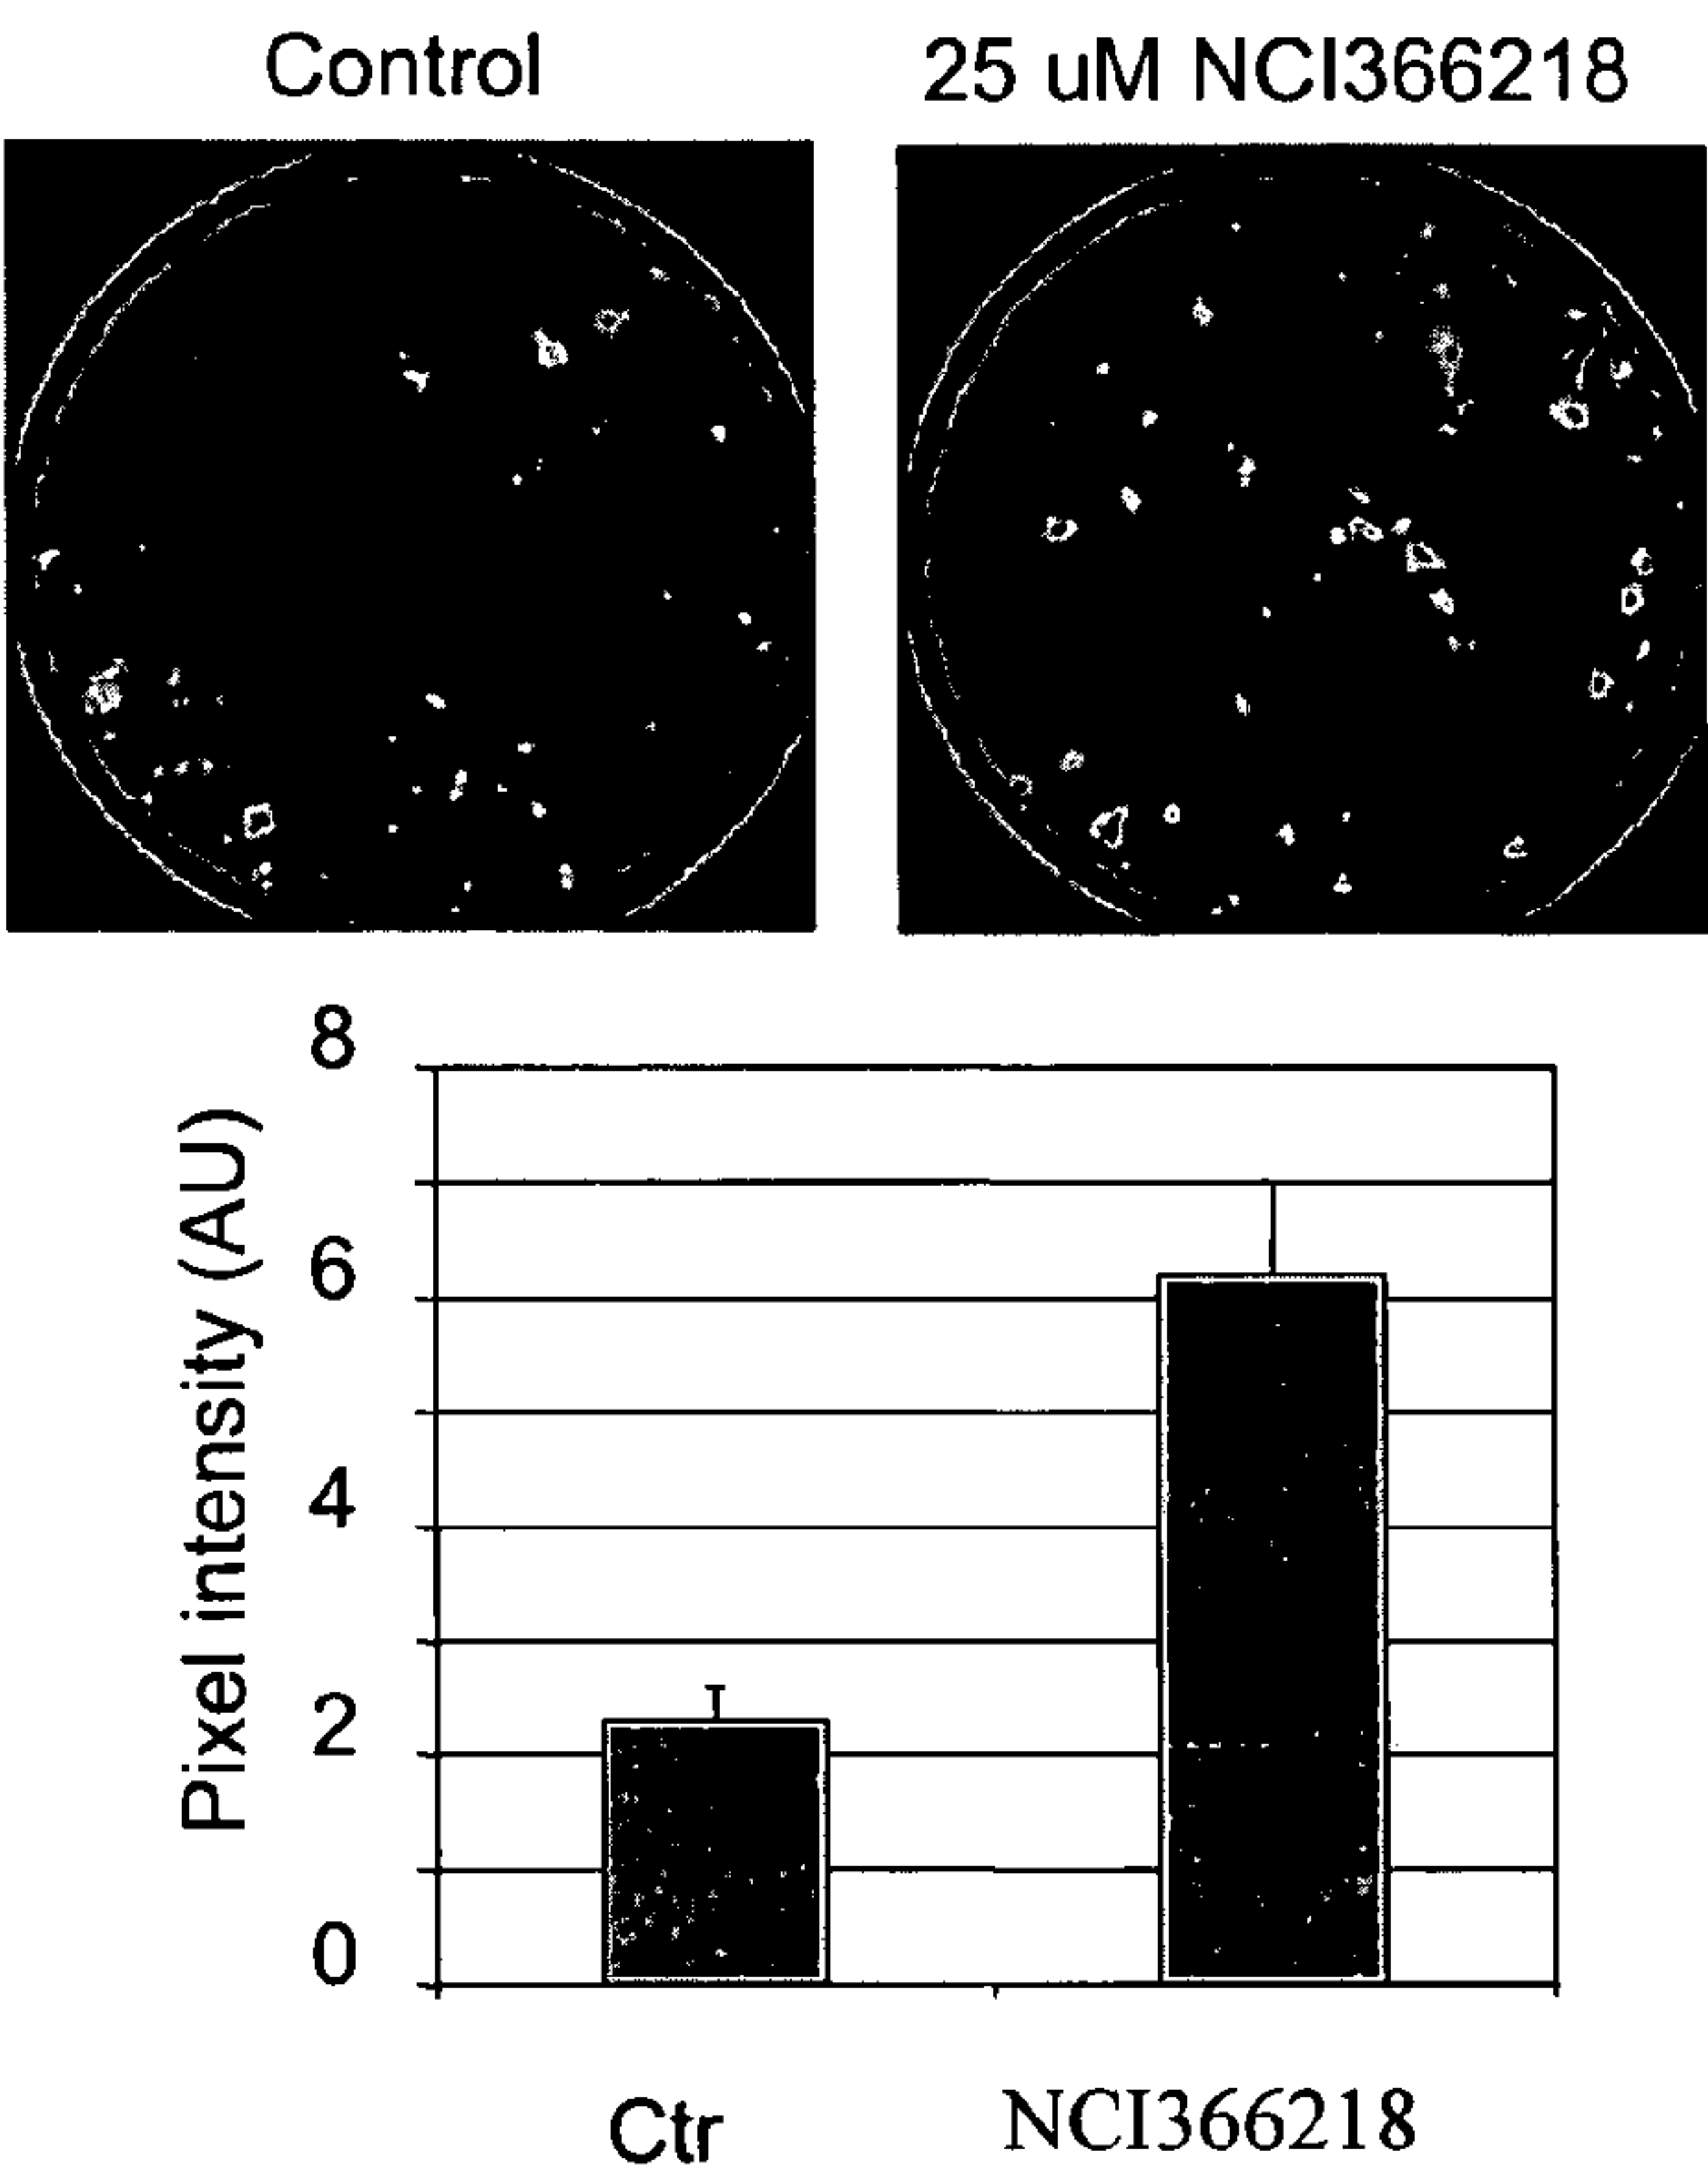 Control
25 uM NCI366218
Pixel intensity (AU)
8
6
4
2
0
Ctr
NCI366218